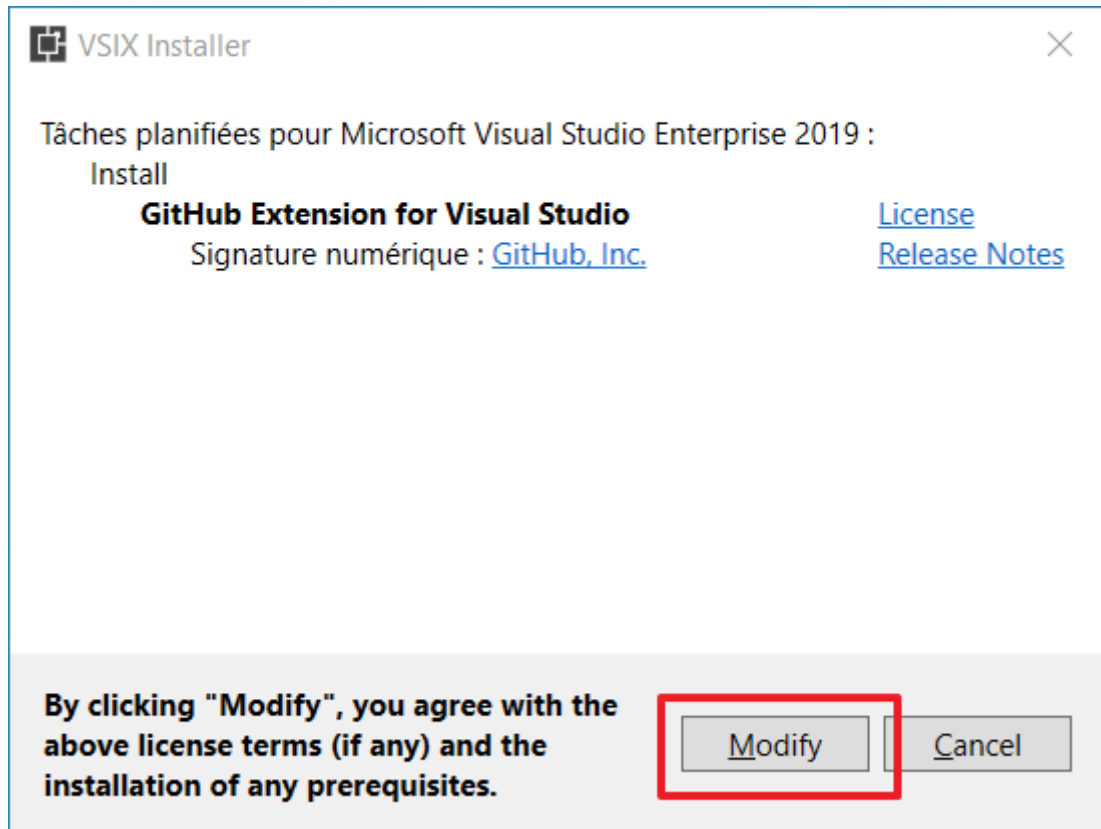 VSIX Installer
Tâches planifiées pour Microsoft Visual Studio Enterprise 2019 :
Install
GitHub Extension for Visual Studio License
Signature numérique : GitHub, Inc. Release Notes
By clicking "Modify", you agree with the
above license terms (if any) and the
installation of any prerequisites.
Modify Cancel